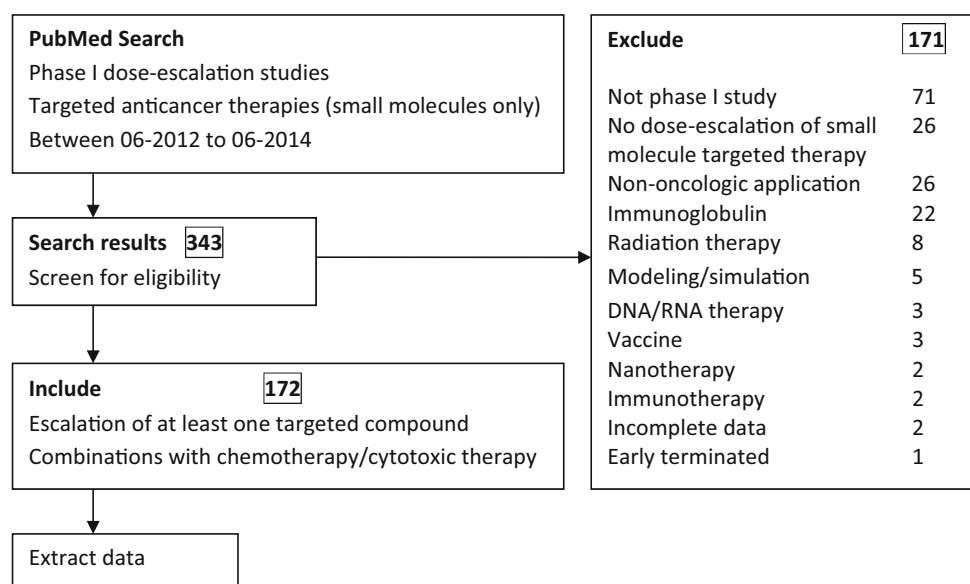 PubMed Search
Phase I dose-escalation studies
Targeted anticancer therapies (small molecules only)
Between 06-2012 to 06-2014
Search results 343
Screen for eligibility
Include 172
Escalation of at least one targeted compound
Combinations with chemotherapy/cytotoxic therapy
Extract data
Exclude 171
Not phase I study 71
No dose-escalation of small 26
molecule targeted therapy
Non-oncologic application 26
Immunoglobulin 22
Radiation therapy 8
Modeling/simulation 5
DNA/RNA therapy 3
Vaccine 3
Nanotherapy 2
Immunotherapy 2
Incomplete data 2
Early terminated 1